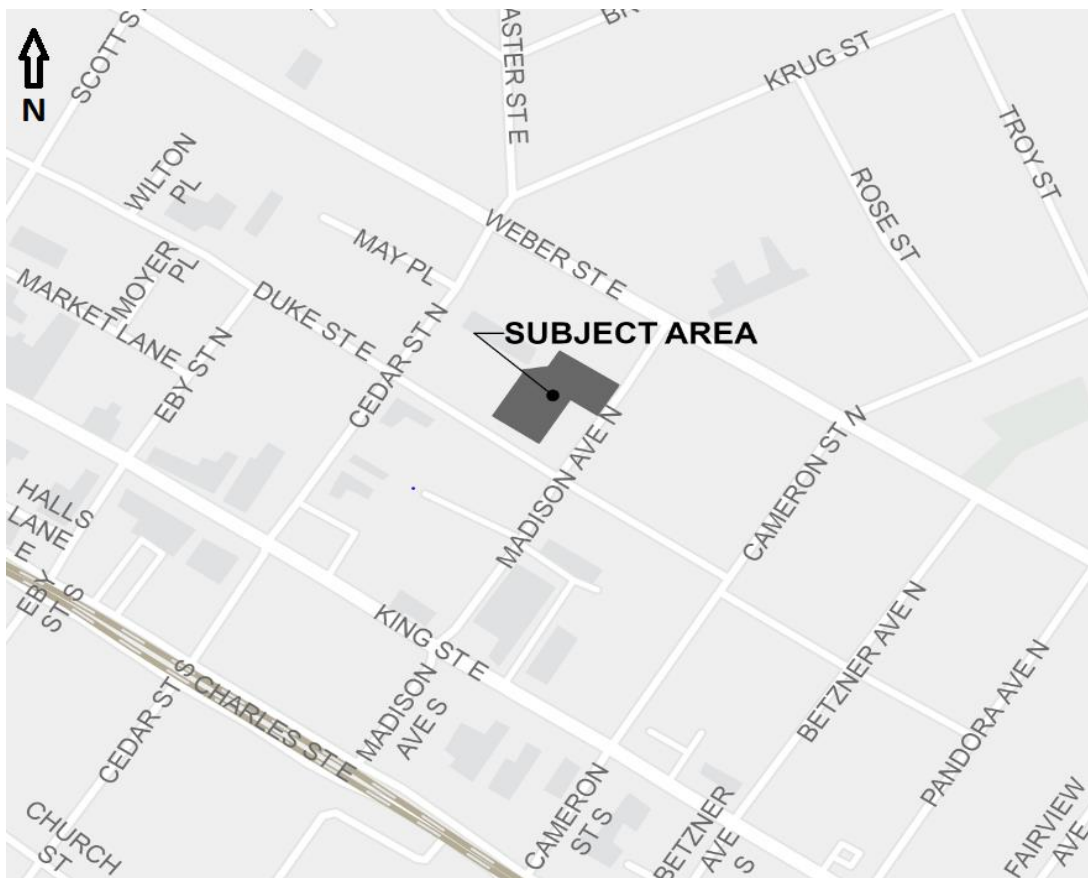 N
SCOTT S
ASTER ST E
BR
KRUG ST
TROY ST
WILTON
PL
ROSE ST
WEBER ST E
MAY PL
MOYER
PL
MARKET LANE
DUKE ST E
EBY ST N
CEDAR ST N
SUBJECT AREA
MADISON AVE N
CAMERON ST N
HALLS
LANE
E
EBY
ST S
KING ST E
BETZNER AVE N
PANDORA AVE N
CEDAR ST S
CHARLES ST E
MADISON
AVE S
CAMERON
ST S
BETZNER
AVE
S
FAIRVIEW
AVE
CHURCH
ST